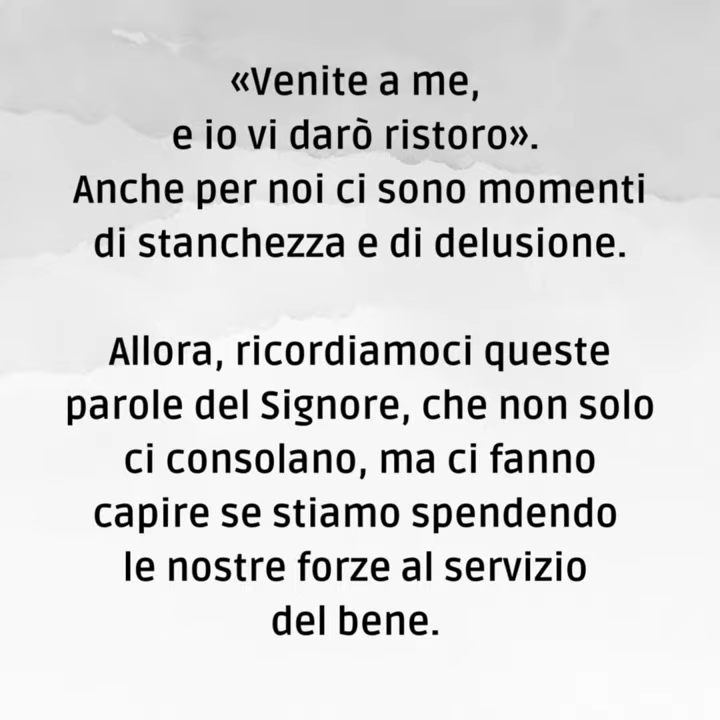 «Venite a me,
e io vi darò ristoro».
Anche per noi ci sono momenti
di stanchezza e di delusione.
Allora, ricordiamoci queste
parole del Signore, che non solo
ci consolano, ma ci fanno
capire se stiamo spendendo
le nostre forze al servizio
del bene.